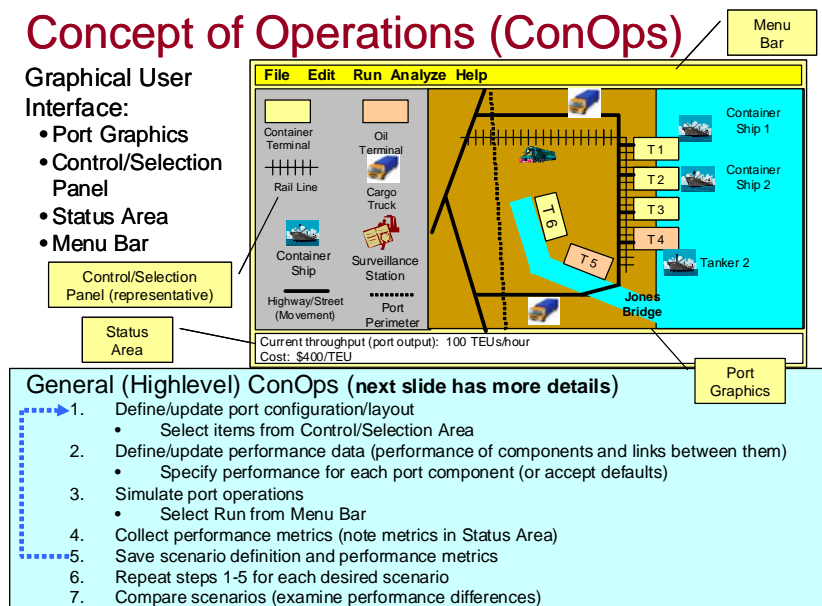 Concept of Operations (ConOps)
Menu
Bar
Graphical User
Interface:
• Port Graphics
• Control/Selection
Panel
• Status Area
• Menu Bar
File Edit Run Analyze Help
Container
Terminal
Oil
Terminal
Rail Line
Cargo
Truck
Container
Ship
Surveillance
Station
Highway/Street
(Movement)
Port
Perimeter
T 1
T 2
T 3
T 4
T 5
T 6
Container
Ship 1
Container
Ship 2
Tanker 2
Jones
Bridge
Control/Selection
Panel (representative)
Status
Area
Current throughput (port output): 100 TEUs/hour
Cost: $400/TEU
Port
Graphics
General (Highlevel) ConOps (next slide has more details)
1. Define/update port configuration/layout
• Select items from Control/Selection Area
2. Define/update performance data (performance of components and links between them)
• Specify performance for each port component (or accept defaults)
3. Simulate port operations
• Select Run from Menu Bar
4. Collect performance metrics (note metrics in Status Area)
5. Save scenario definition and performance metrics
6. Repeat steps 1-5 for each desired scenario
7. Compare scenarios (examine performance differences)